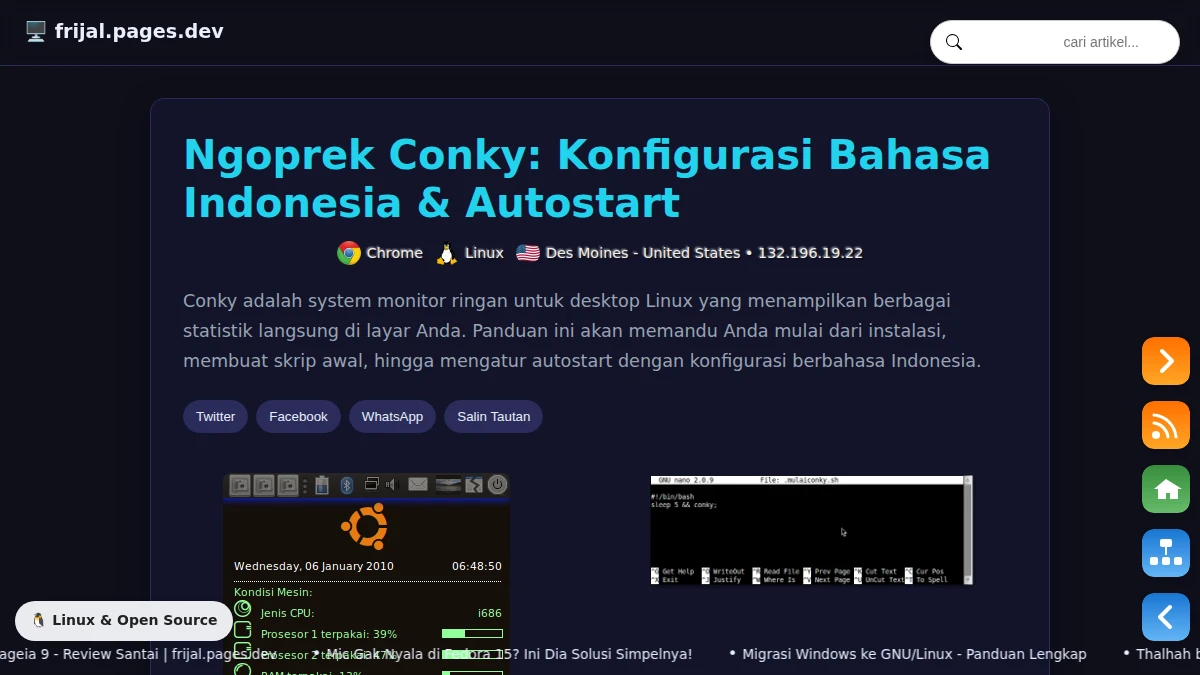 frijal.pages.dev
cari artikel...
Ngoprek Conky: Konfigurasi Bahasa
Indonesia & Autostart
Chrome Linux Des Moines - United States • 132.196.19.22
Conky adalah system monitor ringan untuk desktop Linux yang menampilkan berbagai
statistik langsung di layar Anda. Panduan ini akan memandu Anda mulai dari instalasi,
membuat skrip awal, hingga mengatur autostart dengan konfigurasi berbahasa Indonesia.
Twitter Facebook WhatsApp Salin Tautan
Wednesday, 06 January 2010 06:48:50
Kondisi Mesin:
Jenis CPU: i686
Prosesor 1 terpakai: 39%
Prosesor 2 terpakai: 47%
RAM terpakai: 13%
GNU nano 2.0.9 File: .mulaiconky.sh
#!/bin/bash
sleep 5 && conky;
^G Get Help ^O WriteOut ^R Read File ^Y Prev Page ^K Cut Text ^C Cur Pos
^X Exit ^J Justify ^W Where Is ^V Next Page ^U UnCut Text ^T To Spell
Linux & Open Source
ageia 9 - Review Santai | frijal.pages.dev • Mic Gak Nyala di Fedora 15? Ini Dia Solusi Simpelnya! • Migrasi Windows ke GNU/Linux - Panduan Lengkap • Thalhah b